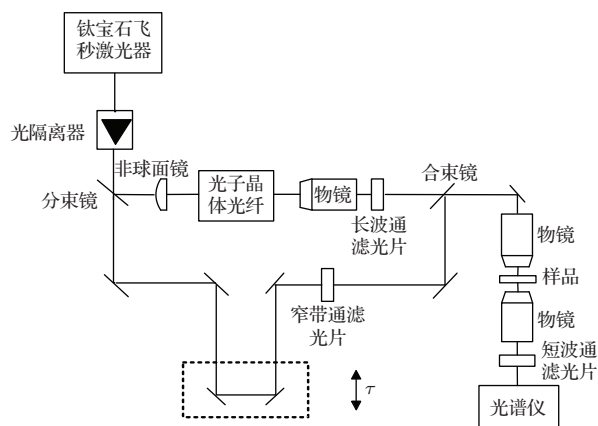 钛宝石飞
秒激光器
光隔离器
非球面镜
分束镜
光子晶
体光纤
物镜
长波通
滤光片
合束镜
物镜
样品
物镜
窄带通滤
光片
短波通
滤光片
τ
光谱仪